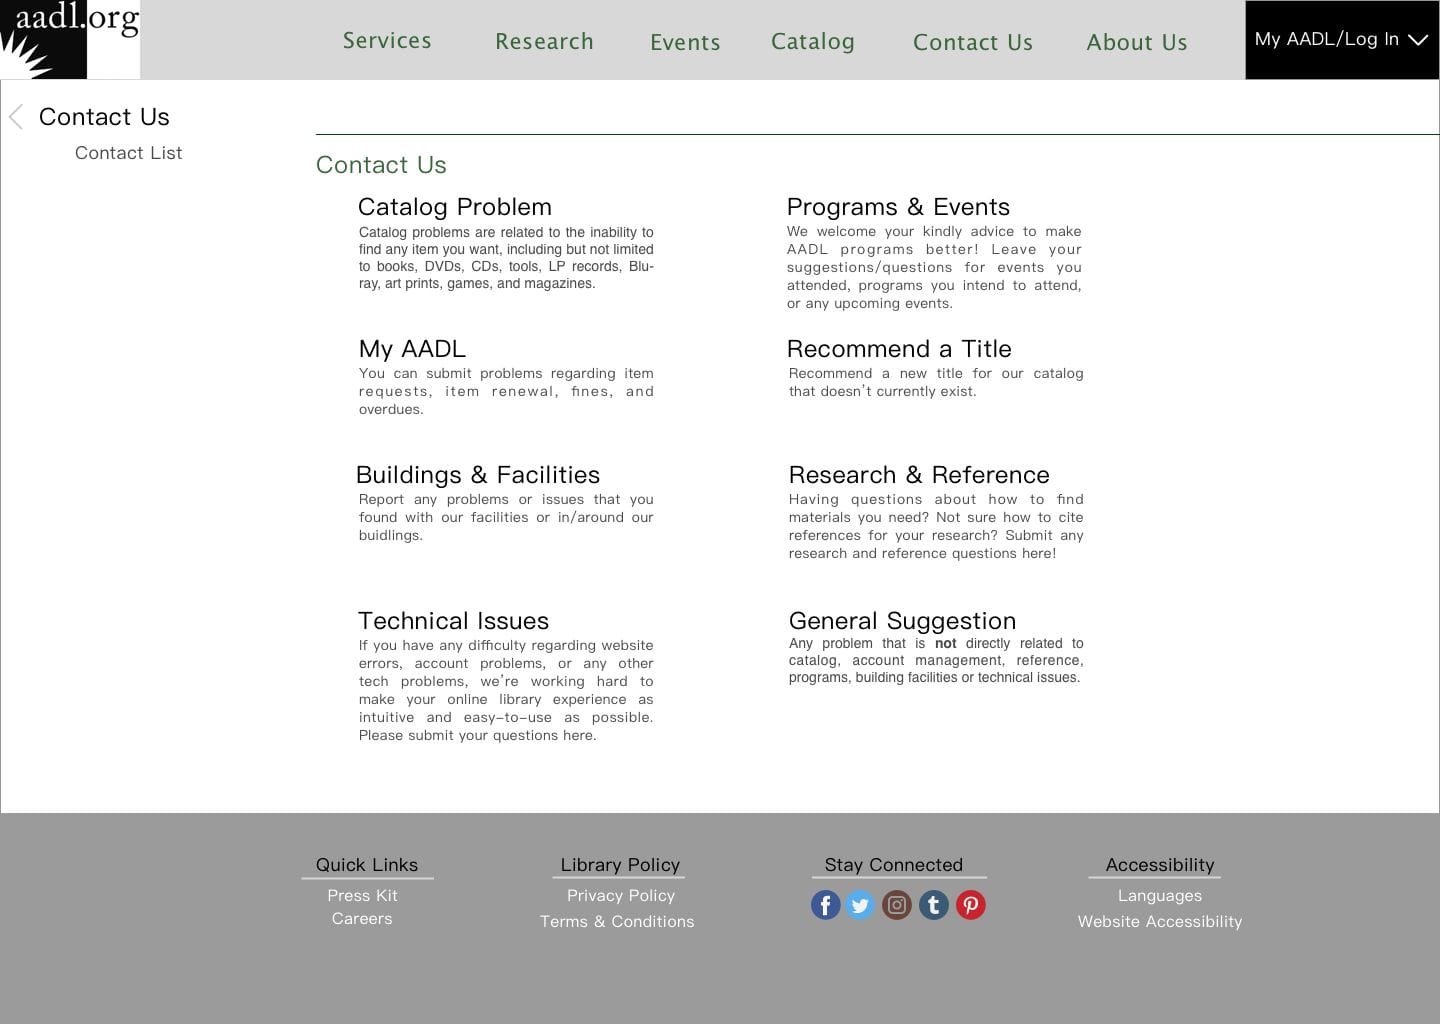 aadl.org
Services
Research
Events
Catalog
Contact Us
About Us
My AADL/Log In
Contact Us
Contact List
Contact Us
Catalog Problem
Catalog problems are related to the inability to
find any item you want, including but not limited
to books, DVDs, CDs, tools, LP records, Blu-
ray, art prints, games, and magazines.
Programs & Events
We welcome your kindly advice to make
AADL programs better! Leave your
suggestions/questions for events you
attended, programs you intend to attend,
or any upcoming events.
My AADL
You can submit problems regarding item
requests, item renewal, fines, and
overdues.
Recommend a Title
Recommend a new title for our catalog
that doesn't currently exist.
Buildings & Facilities
Report any problems or issues that you
found with our facilities or in/around our
buidlings.
Research & Reference
Having questions about how to find
materials you need? Not sure how to cite
references for your research? Submit any
research and reference questions here!
Technical Issues
If you have any difficulty regarding website
errors, account problems, or any other
tech problems, we're working hard to
make your online library experience as
intuitive and easy-to-use as possible.
Please submit your questions here.
General Suggestion
Any problem that is not directly related to
catalog, account management, reference,
programs, building facilities or technical issues.
Quick Links
Press Kit
Careers
Library Policy
Privacy Policy
Terms & Conditions
Stay Connected
Accessibility
Languages
Website Accessibility